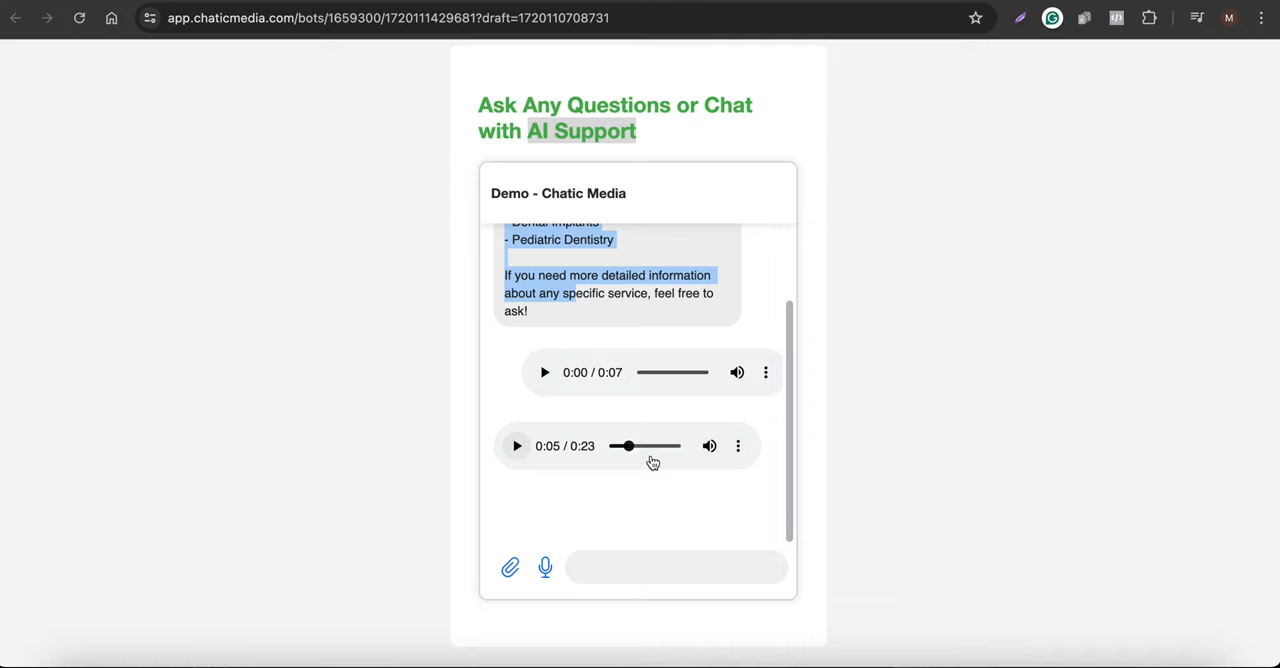 app.chaticmedia.com/bots/1659300/1720111429681?draft=1720110708731
M
Ask Any Questions or Chat
with AI Support
Demo - Chatic Media
- Dental Implants
- Pediatric Dentistry
If you need more detailed information
about any specific service, feel free to
ask!
0:00 / 0:07
0:05 / 0:23